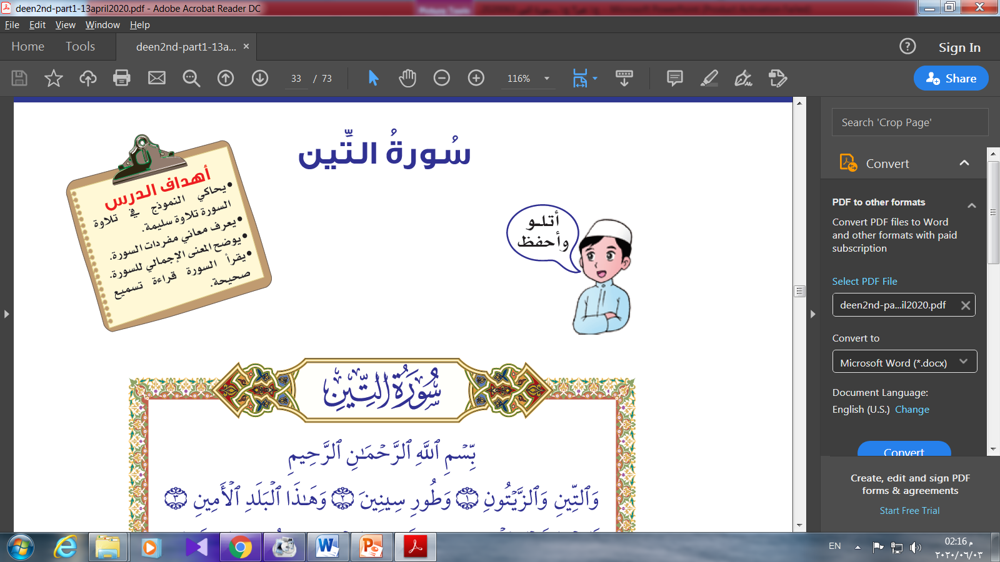 deen2nd-part1-13april2020.pdf - Adobe Acrobat Reader DC
File Edit View Window Help
Home Tools deen2nd-part1-13a... × Sign In
33 / 73 116% Share
سُورةُ التِّين
أهداف الدرس
•يحاكي النموذج في تلاوة
السورة تلاوة سليمة.
•يعرف معاني مفردات السورة.
•يوضح المعنى الإجمالي للسورة.
•يقرأ السورة قراءة تسميع
صحيحة.
أتلـو
وأحفظ
سُورَةُ التِّينِ
بِّسۡمِ ٱللَّهِ ٱلرَّحۡمَٰنِ ٱلرَّحِيمِ
وَٱلتِّينِ وَٱلزَّيۡتُونِ ١ وَطُورِ سِينِينَ ٢ وَهَٰذَا ٱلۡبَلَدِ ٱلۡأَمِينِ ٣
Search 'Crop Page'
Convert
PDF to other formats
Convert PDF files to Word
and other formats with paid
subscription
Select PDF File
deen2nd-pa...il2020.pdf
Convert to
Microsoft Word (*.docx)
Document Language:
English (U.S.) Change
Convert
Create, edit and sign PDF
forms & agreements
Start Free Trial
EN
02:16 م
٢٠٢٠/٠٦/٠٣